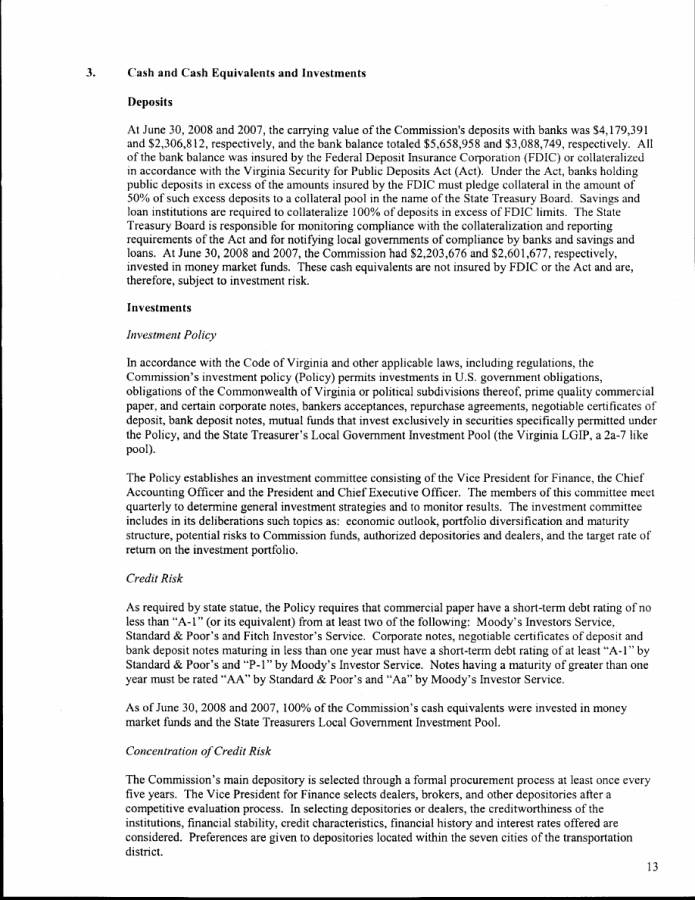 3. Cash and Cash Equivalents and Investments
Deposits
At June 30, 2008 and 2007, the carrying value of the Commission's deposits with banks was $4,179,391
and $2,306,812, respectively, and the bank balance totaled $5,658,958 and $3,088,749, respectively. All
of the bank balance was insured by the Federal Deposit Insurance Corporation (FDIC) or collateralized
in accordance with the Virginia Security for Public Deposits Act (Act). Under the Act, banks holding
public deposits in excess of the amounts insured by the FDIC must pledge collateral in the amount of
50% of such excess deposits to a collateral pool in the name of the State Treasury Board. Savings and
loan institutions are required to collateralize 100% of deposits in excess of FDIC limits. The State
Treasury Board is responsible for monitoring compliance with the collateralization and reporting
requirements of the Act and for notifying local governments of compliance by banks and savings and
loans. At June 30, 2008 and 2007, the Commission had $2,203,676 and $2,601,677, respectively,
invested in money market funds. These cash equivalents are not insured by FDIC or the Act and are,
therefore, subject to investment risk.
Investments
Investment Policy
In accordance with the Code of Virginia and other applicable laws, including regulations, the
Commission's investment policy (Policy) permits investments in U.S. government obligations,
obligations of the Commonwealth of Virginia or political subdivisions thereof, prime quality commercial
paper, and certain corporate notes, bankers acceptances, repurchase agreements, negotiable certificates of
deposit, bank deposit notes, mutual funds that invest exclusively in securities specifically permitted under
the Policy, and the State Treasurer's Local Government Investment Pool (the Virginia LGIP, a 2a-7 like
pool).
The Policy establishes an investment committee consisting of the Vice President for Finance, the Chief
Accounting Officer and the President and Chief Executive Officer. The members of this committee meet
quarterly to determine general investment strategies and to monitor results. The investment committee
includes in its deliberations such topics as: economic outlook, portfolio diversification and maturity
structure, potential risks to Commission funds, authorized depositories and dealers, and the target rate of
return on the investment portfolio.
Credit Risk
As required by state statue, the Policy requires that commercial paper have a short-term debt rating of no
less than "A-1" (or its equivalent) from at least two of the following: Moody's Investors Service,
Standard & Poor's and Fitch Investor's Service. Corporate notes, negotiable certificates of deposit and
bank deposit notes maturing in less than one year must have a short-term debt rating of at least "A-1" by
Standard & Poor's and "P-1" by Moody's Investor Service. Notes having a maturity of greater than one
year must be rated "AA" by Standard & Poor's and "Aa" by Moody's Investor Service.
As of June 30, 2008 and 2007, 100% of the Commission's cash equivalents were invested in money
market funds and the State Treasurers Local Government Investment Pool.
Concentration of Credit Risk
The Commission's main depository is selected through a formal procurement process at least once every
five years. The Vice President for Finance selects dealers, brokers, and other depositories after a
competitive evaluation process. In selecting depositories or dealers, the creditworthiness of the
institutions, financial stability, credit characteristics, financial history and interest rates offered are
considered. Preferences are given to depositories located within the seven cities of the transportation
district.
13